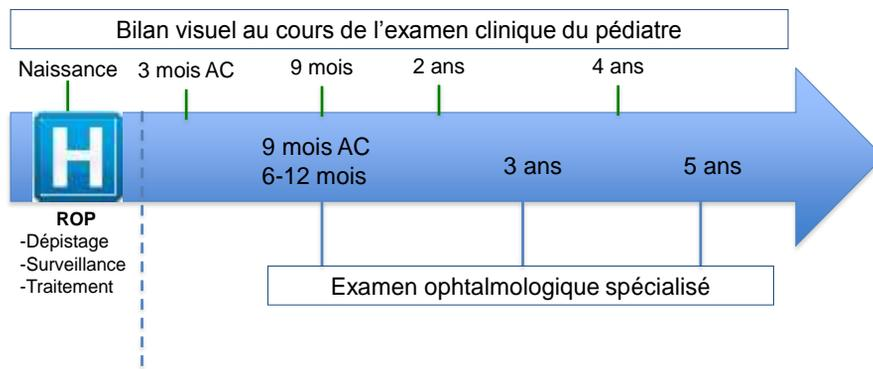 Bilan visuel au cours de l'examen clinique du pédiatre
Naissance
3 mois AC
9 mois
2 ans
4 ans
H
9 mois AC
6-12 mois
3 ans
5 ans
ROP
-Dépistage
-Surveillance
-Traitement
Examen ophtalmologique spécialisé